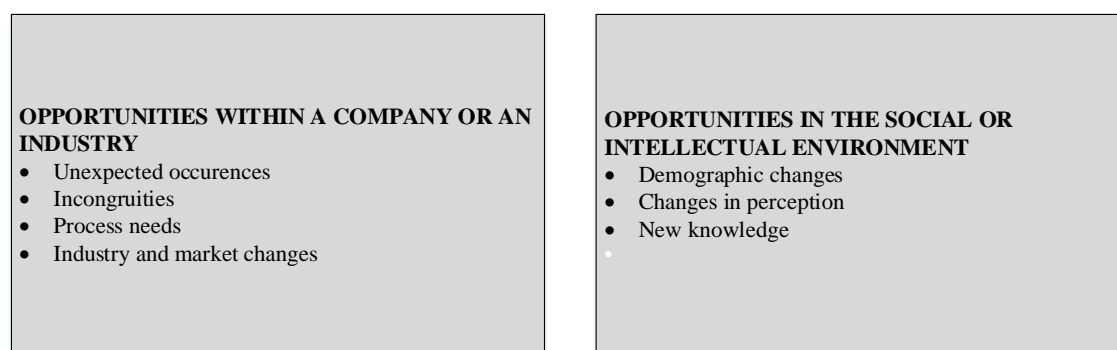 OPPORTUNITIES WITHIN A COMPANY OR AN
INDUSTRY
• Unexpected occurences
• Incongruities
• Process needs
• Industry and market changes
OPPORTUNITIES IN THE SOCIAL OR
INTELLECTUAL ENVIRONMENT
• Demographic changes
• Changes in perception
• New knowledge